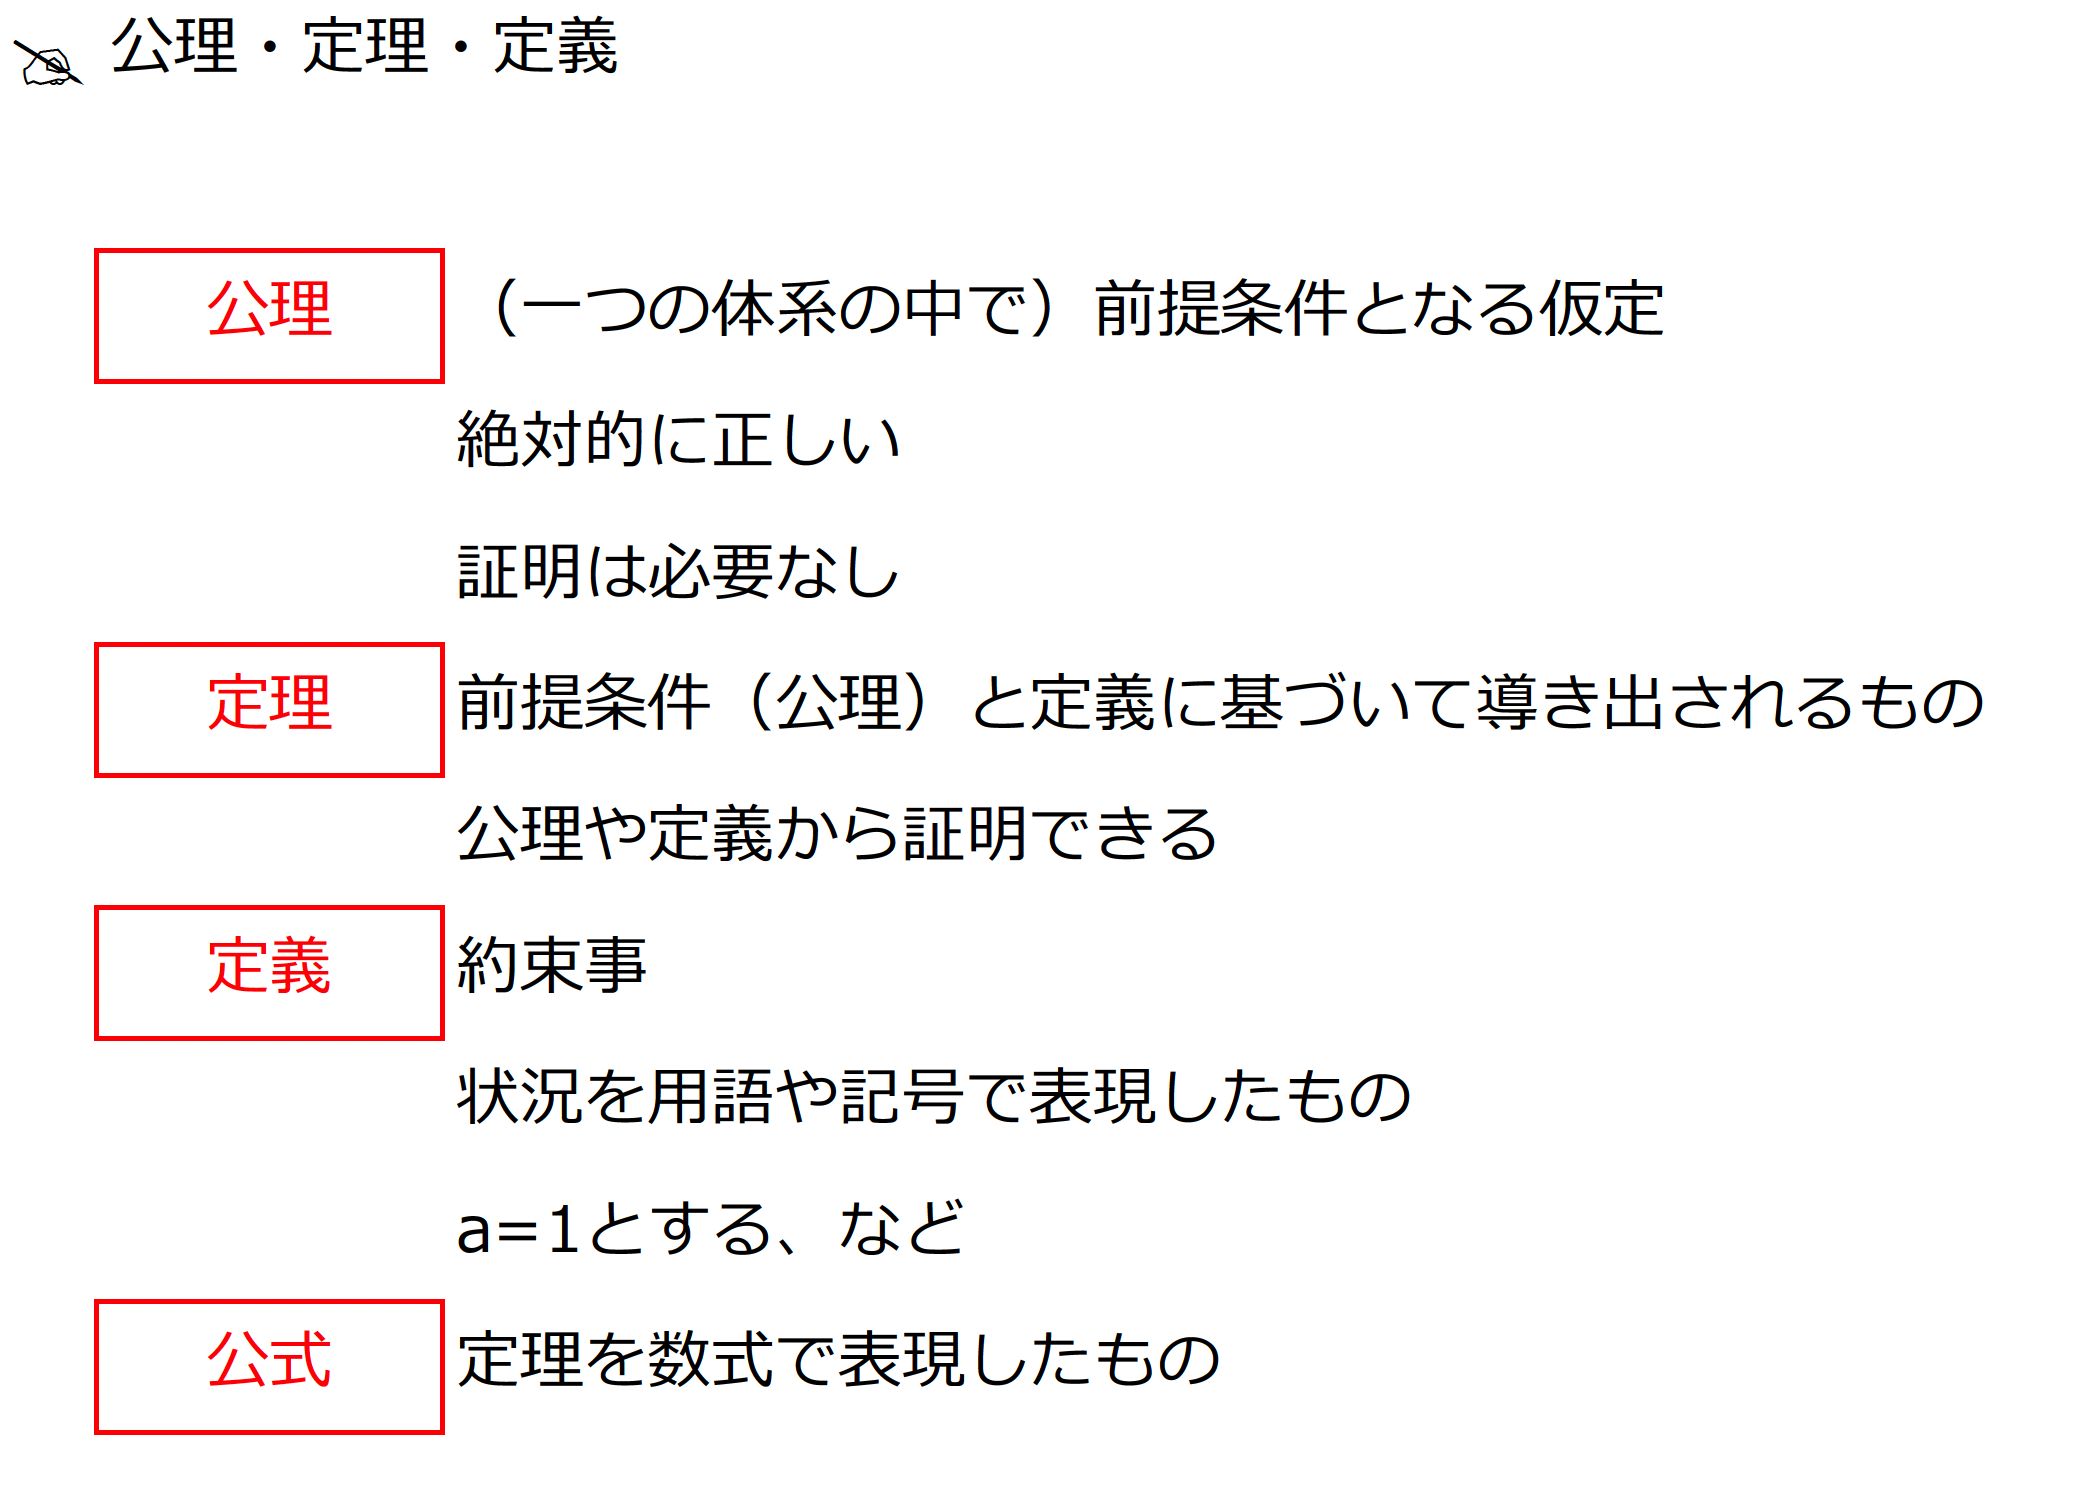 公理・定理・定義
公理 （一つの体系の中で）前提条件となる仮定
絶対的に正しい
証明は必要なし
定理 前提条件（公理）と定義に基づいて導き出されるもの
公理や定義から証明できる
定義 約束事
状況を用語や記号で表現したもの
a=1とする、など
公式 定理を数式で表現したもの